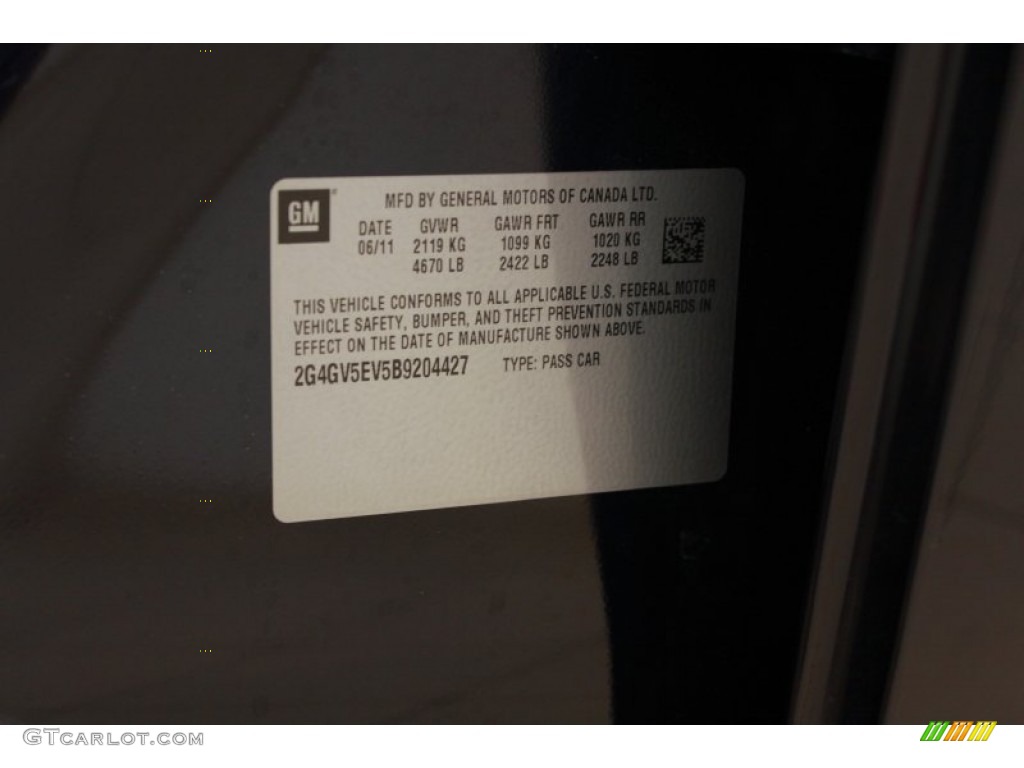 GM
MFD BY GENERAL MOTORS OF CANADA LTD.
DATE GVWR GAWR FRT GAWR RR
06/11 2119 KG 1099 KG 1020 KG
4670 LB 2422 LB 2248 LB
THIS VEHICLE CONFORMS TO ALL APPLICABLE U.S. FEDERAL MOTOR
VEHICLE SAFETY, BUMPER, AND THEFT PREVENTION STANDARDS IN
EFFECT ON THE DATE OF MANUFACTURE SHOWN ABOVE.
2G4GV5EV5B9204427 TYPE: PASS CAR
GTCARLOT.COM